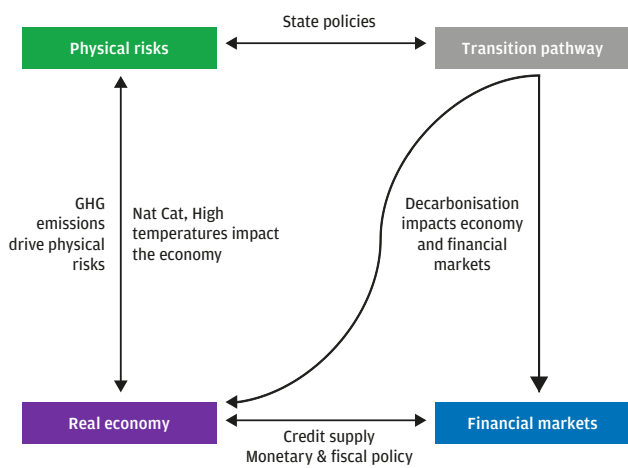 State policies
Physical risks
Transition pathway
GHG
emissions
drive physical
risks
Nat Cat, High
temperatures impact
the economy
Decarbonisation
impacts economy
and financial
markets
Real economy
Financial markets
Credit supply
Monetary & fiscal policy